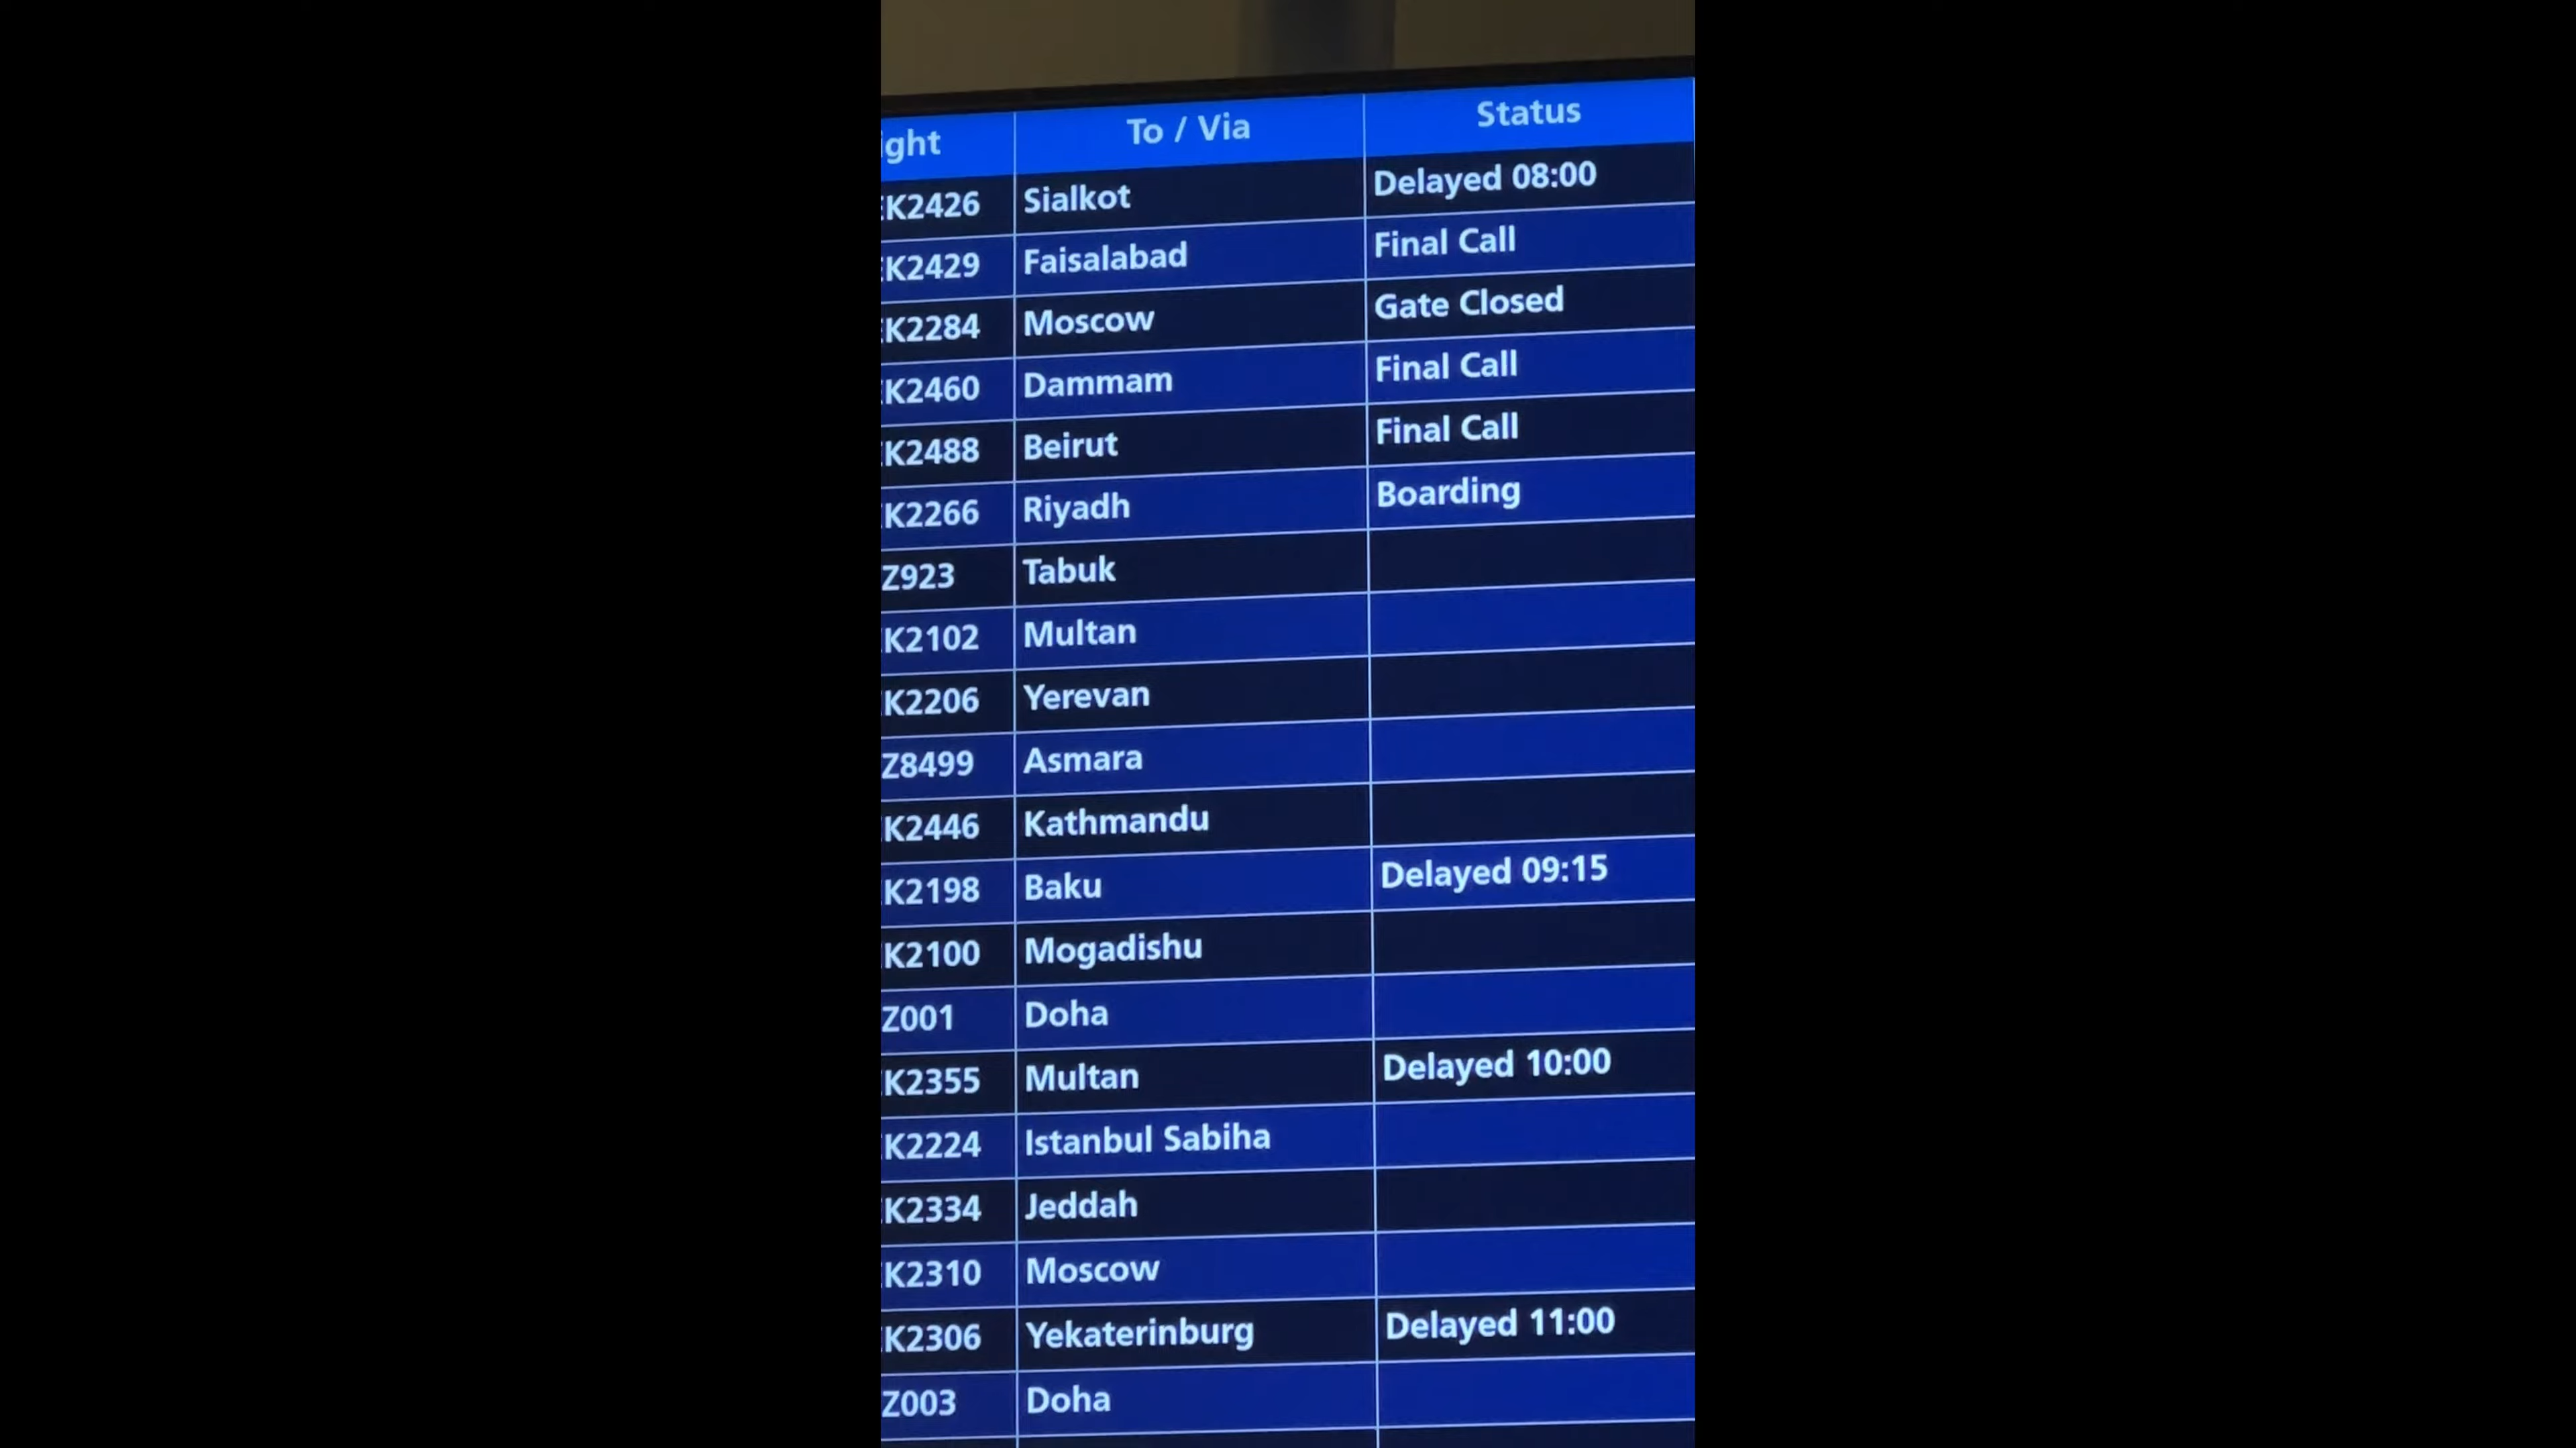 ight To / Via Status
K2426 Sialkot Delayed 08:00
K2429 Faisalabad Final Call
K2284 Moscow Gate Closed
K2460 Dammam Final Call
K2488 Beirut Final Call
K2266 Riyadh Boarding
Z923 Tabuk
K2102 Multan
K2206 Yerevan
Z8499 Asmara
K2446 Kathmandu
K2198 Baku Delayed 09:15
K2100 Mogadishu
Z001 Doha
K2355 Multan Delayed 10:00
K2224 Istanbul Sabiha
K2334 Jeddah
K2310 Moscow
K2306 Yekaterinburg Delayed 11:00
Z003 Doha